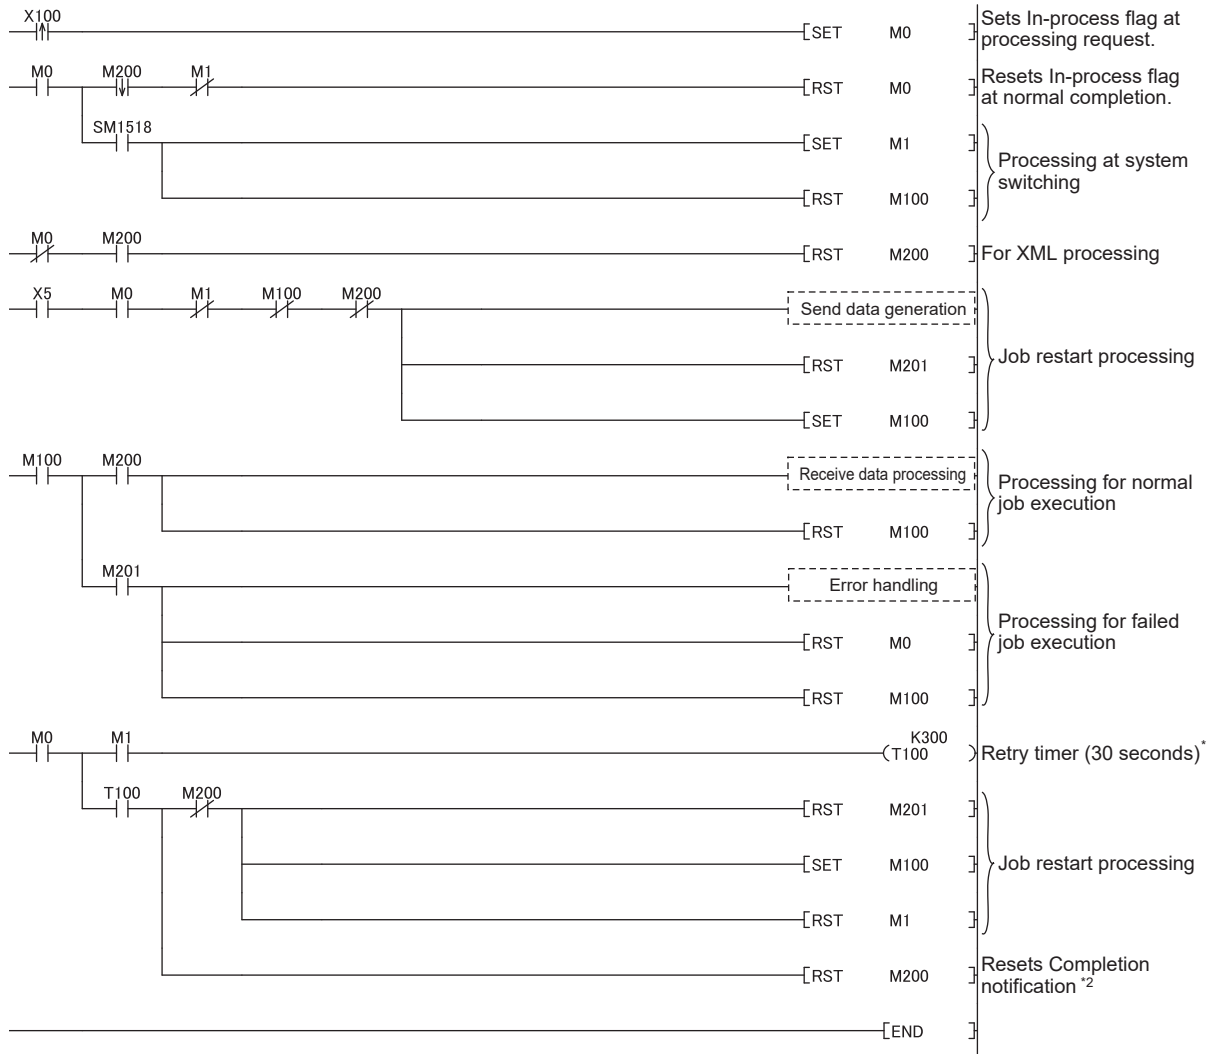 X100
SET M0
Sets In-process flag at
processing request.
M0 M200 M1
RST M0
Resets In-process flag
at normal completion.
SM1518
SET M1
Processing at system
switching
RST M100
M0 M200
RST M200
For XML processing
X5 M0 M1 M100 M200
Send data generation
RST M201
Job restart processing
SET M100
M100 M200
Receive data processing
Processing for normal
job execution
RST M100
M201
Error handling
Processing for failed
job execution
RST M0
RST M100
M0 M1
K300
T100
Retry timer (30 seconds)*
T100 M200
RST M201
SET M100
Job restart processing
RST M1
RST M200
Resets Completion
notification *2
END